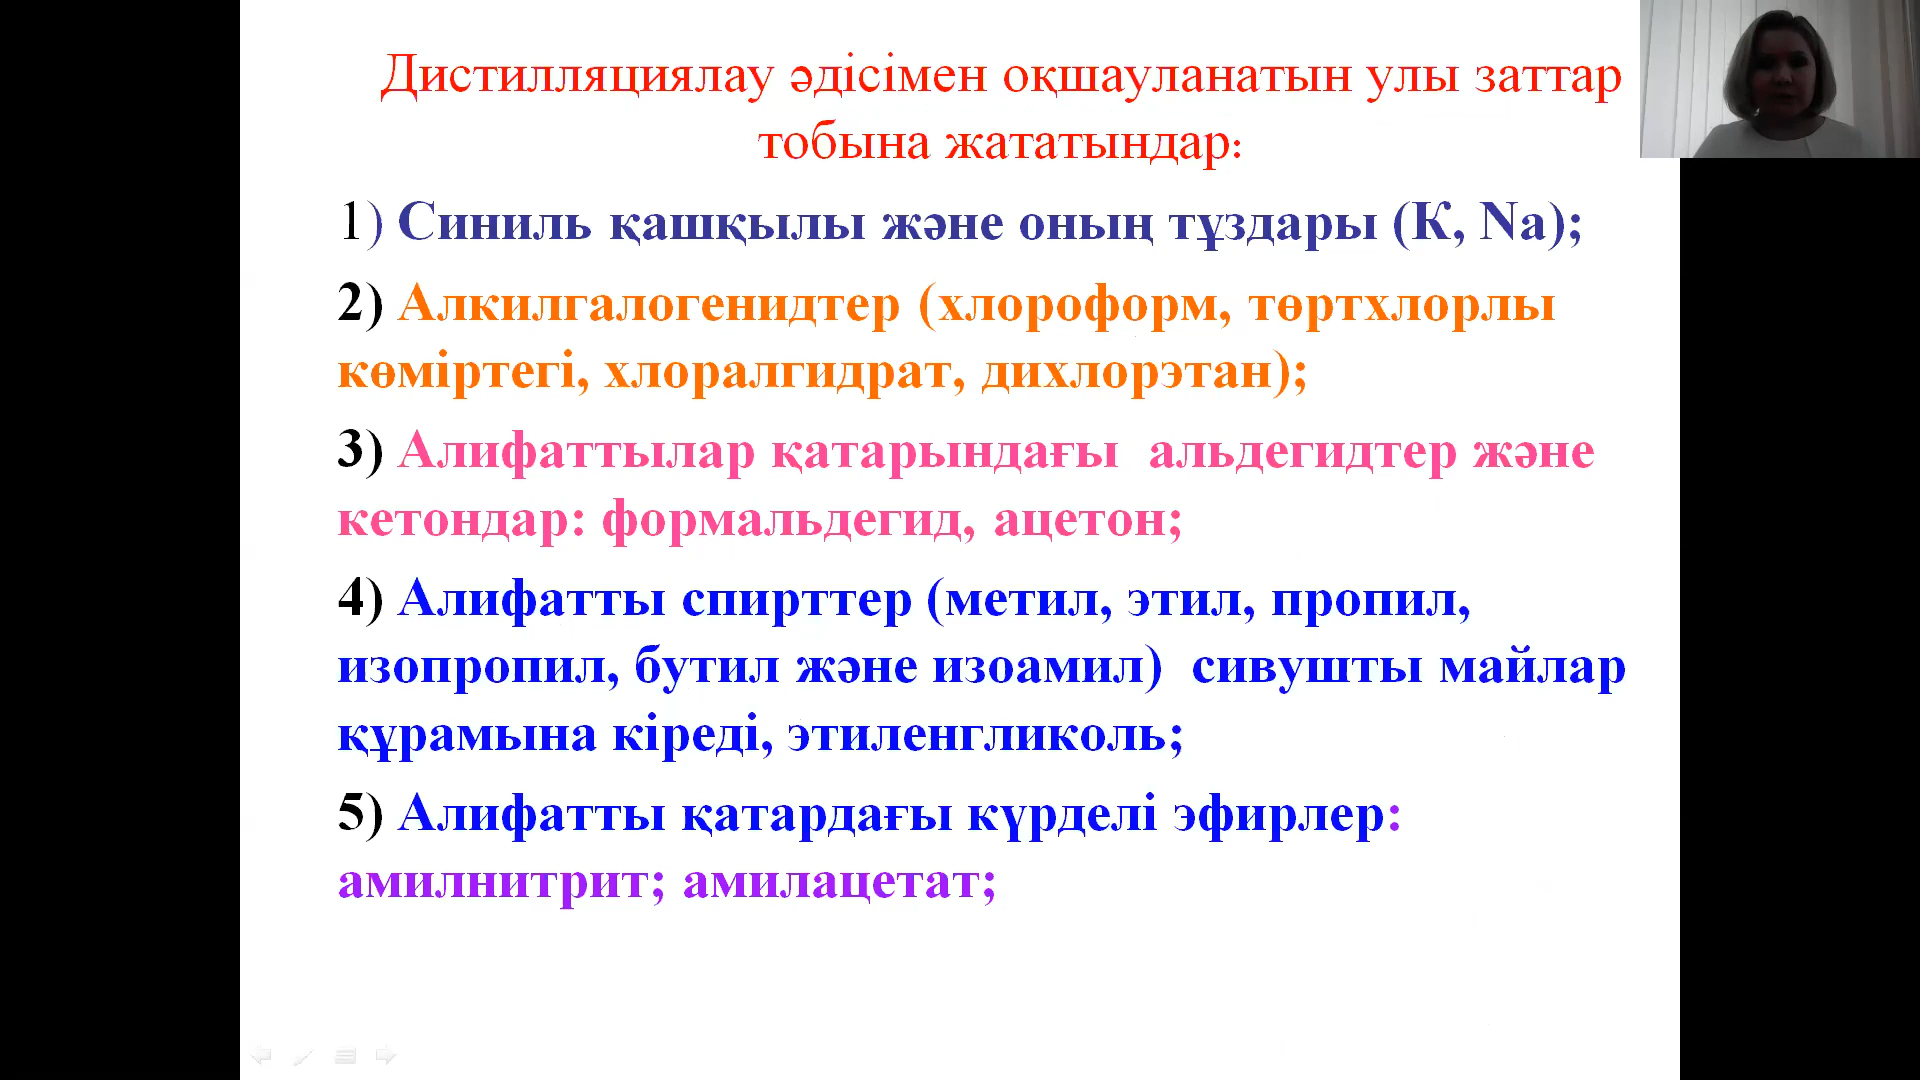 Дистилляциялау әдісімен оқшауланатын улы заттар
тобына жататындар:
1) Синиль қашқылы және оның тұздары (К, Na);
2) Алкилгалогенидтер (хлороформ, төртхлорлы
көміртегі, хлоралгидрат, дихлорэтан);
3) Алифаттылар қатарындағы альдегидтер және
кетондар: формальдегид, ацетон;
4) Алифатты спирттер (метил, этил, пропил,
изопропил, бутил және изоамил) сивушты майлар
құрамына кіреді, этиленгликоль;
5) Алифатты қатардағы күрделі эфирлер:
амилнитрит; амилацетат;